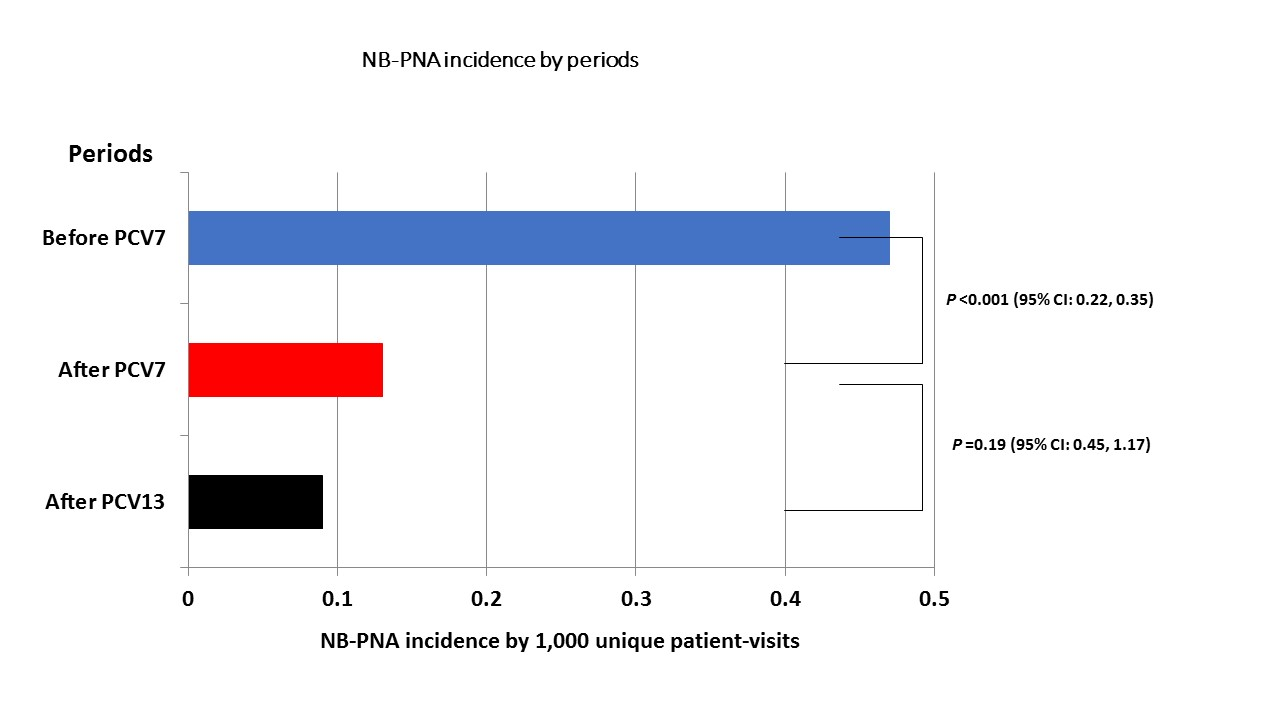 NB-PNA incidence by periods
Periods
Before PCV7
P <0.001 (95% CI: 0.22, 0.35)
After PCV7
P =0.19 (95% CI: 0.45, 1.17)
After PCV13
0 0.1 0.2 0.3 0.4 0.5
NB-PNA incidence by 1,000 unique patient-visits